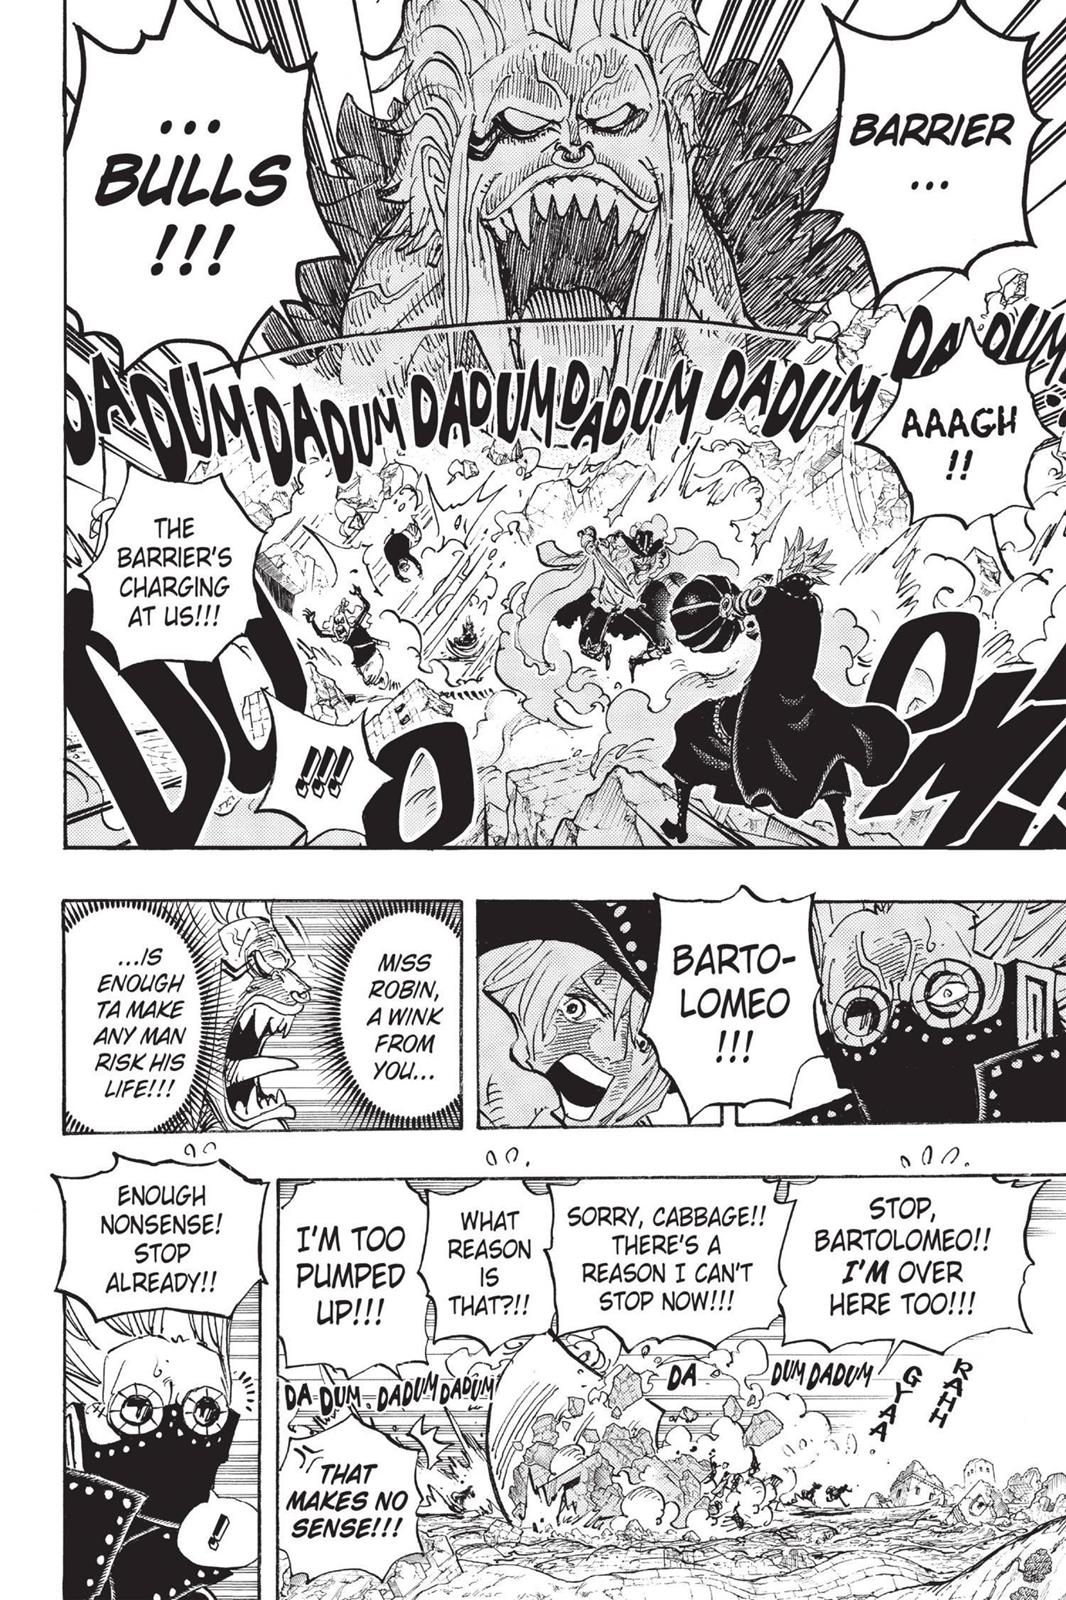 BARRIER
...
...
BULLS
!!!
DADUM
DADUM DADUM DADUM DADUM DADUM
AAAGH
!!
THE
BARRIER'S
CHARGING
AT US!!!
!!!
BARTO-
LOMEO
!!!
MISS
ROBIN,
A WINK
FROM
YOU...
...IS
ENOUGH
TA MAKE
ANY MAN
RISK HIS
LIFE!!!
STOP,
BARTOLOMEO!!
I'M OVER
HERE TOO!!!
SORRY, CABBAGE!!
THERE'S A
REASON I CAN'T
STOP NOW!!!
WHAT
REASON
IS
THAT?!!
I'M TOO
PUMPED
UP!!!
RAHH
GYAA
DUM DADUM
DA
DA DUM DADUM DADUM
THAT
MAKES NO
SENSE!!!
ENOUGH
NONSENSE!
STOP
ALREADY!!
!